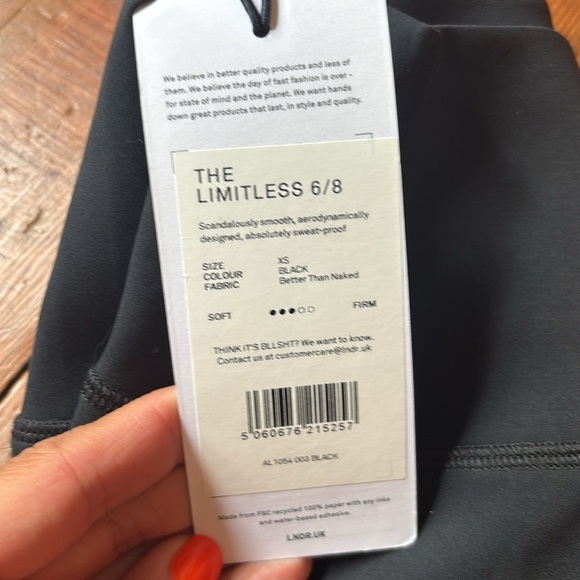 We believe in better quality products and less of
them. We believe the day of fast fashion is over -
for state of mind and the planet. We want hands
down great products that last, in style and quality.
THE
LIMITLESS 6/8
Scandalously smooth, aerodynamically
designed, absolutely sweat-proof
SIZE XS
COLOUR BLACK
FABRIC Better Than Naked
SOFT FIRM
THINK IT'S BLLSHT? We want to know.
Contact us at customercare@lndr.uk
5 060676 215257
AL1054 003 BLACK
Made from FSC recycled 100% paper with soy inks
and water-based adhesive.
LNDR.UK